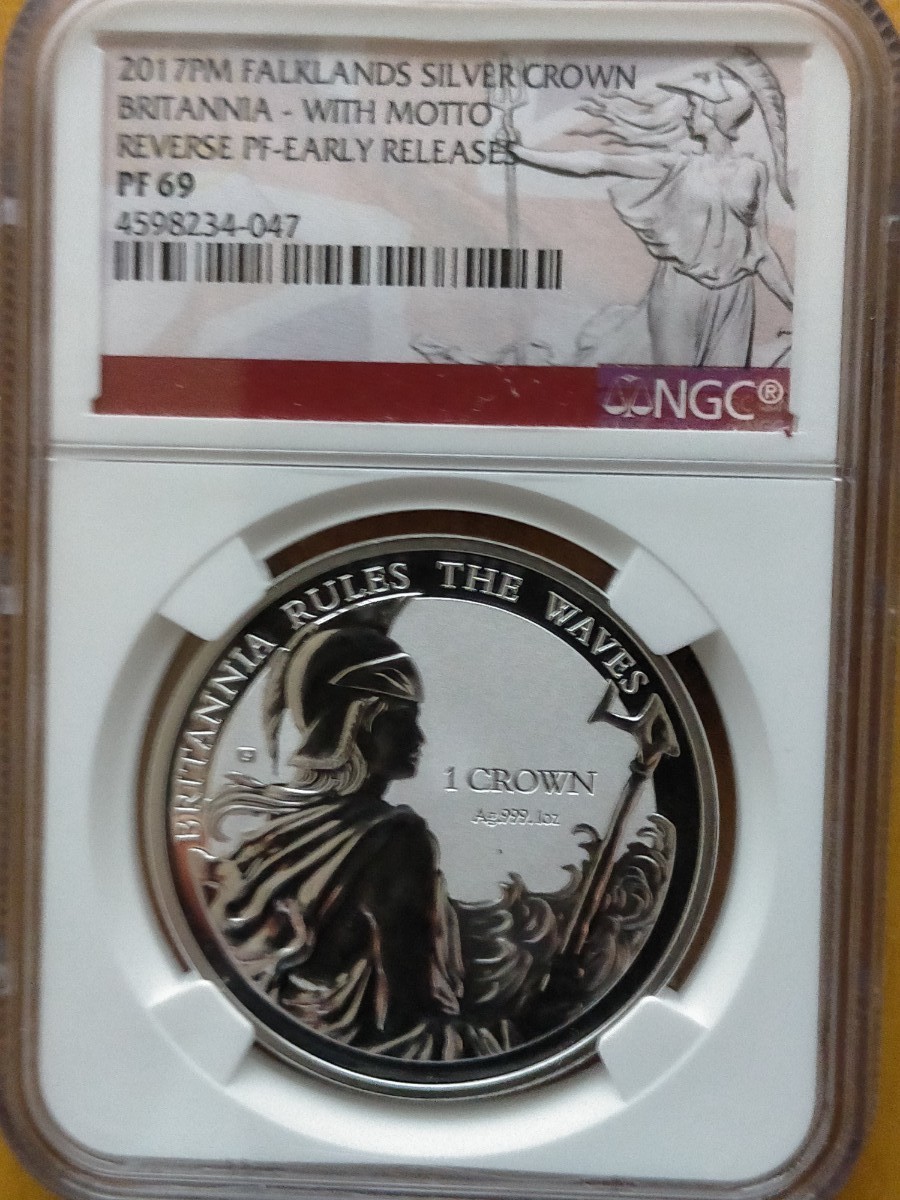 2017PM FALKLANDS SILVER CROWN
BRITANNIA - WITH MOTTO
REVERSE PF-EARLY RELEASES
PF 69
4598234-047
NGC®
BRITANNIA RULES THE WAVES
1 CROWN
Ag.999,1oz